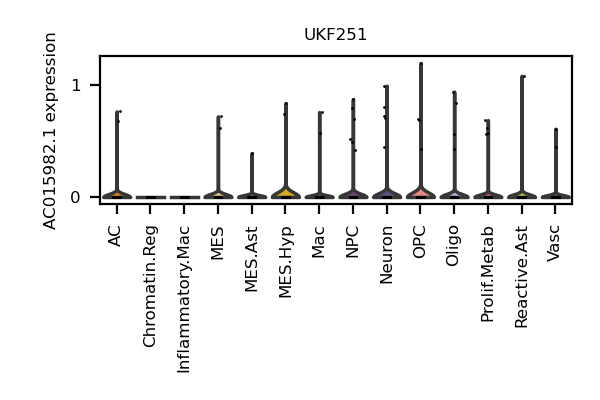 UKF251
AC015982.1 expression
1
0
AC
Chromatin.Reg
Inflammatory.Mac
MES
MES.Ast
MES.Hyp
Mac
NPC
Neuron
OPC
Oligo
Prolif.Metab
Reactive.Ast
Vasc